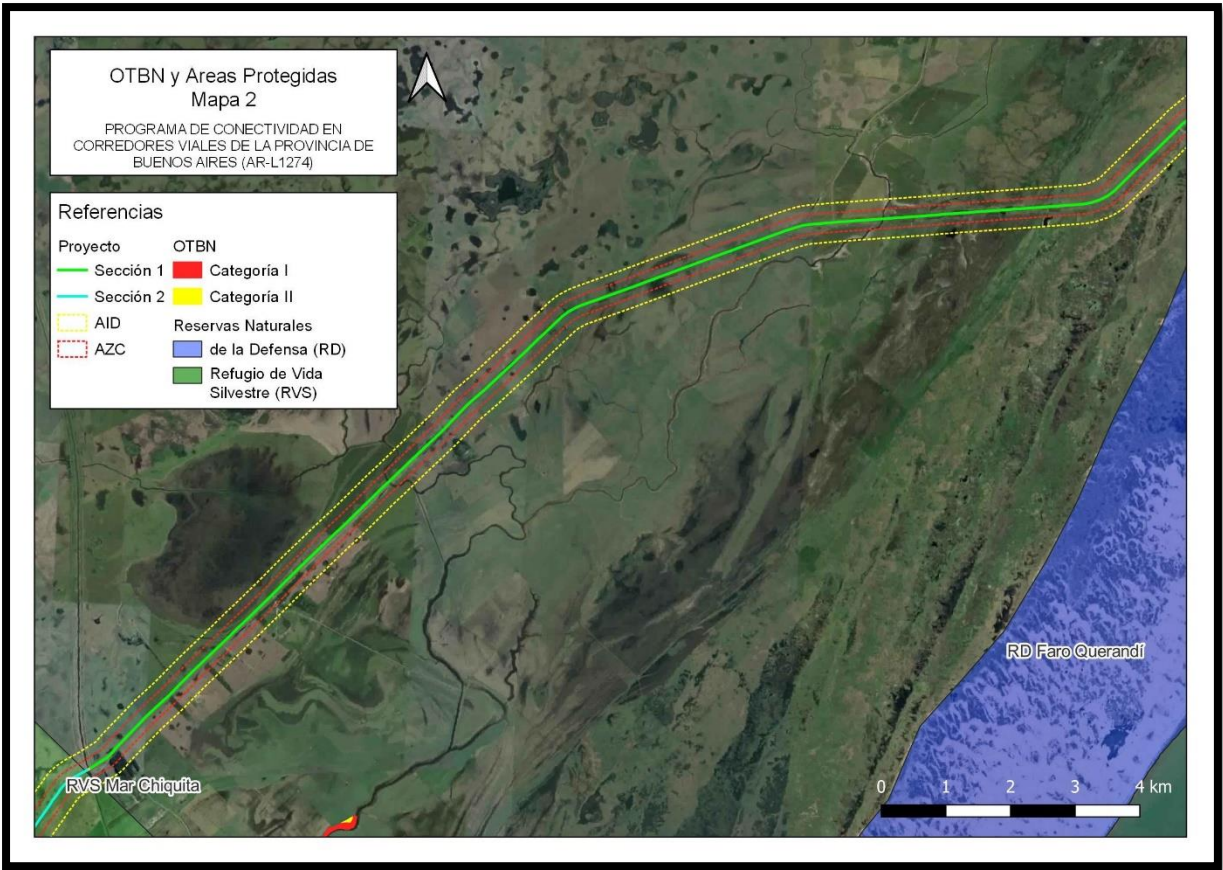 OTBN y Areas Protegidas
Mapa 2
PROGRAMA DE CONECTIVIDAD EN
CORREDORES VIALES DE LA PROVINCIA DE
BUENOS AIRES (AR-L1274)
Referencias
Proyecto
Sección 1
Sección 2
AID
AZC
OTBN
Categoría I
Categoría II
Reservas Naturales
de la Defensa (RD)
Refugio de Vida
Silvestre (RVS)
RD Faro Querandí
RVS Mar Chiquita
0 1 2 3 4 km